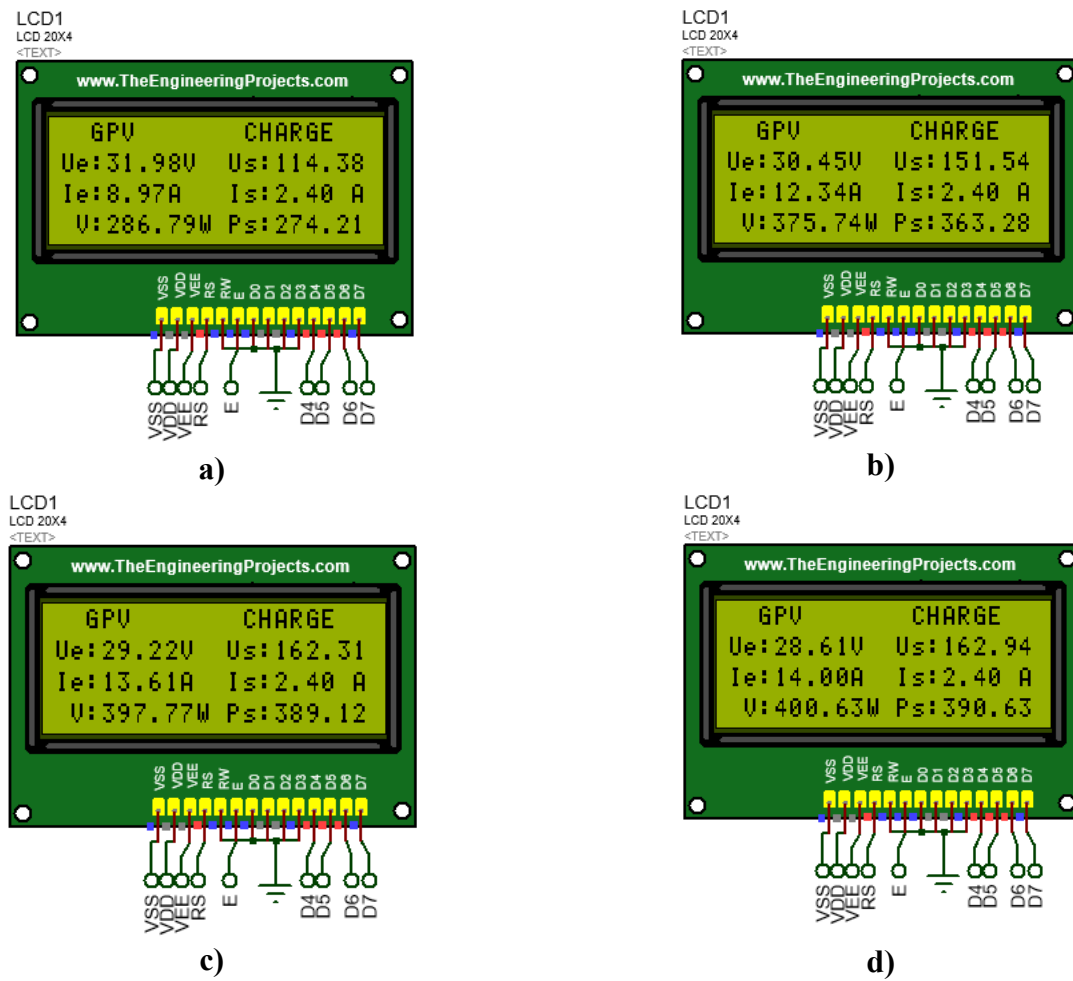 LCD1
LCD 20X4
<TEXT>
www.TheEngineeringProjects.com
GPV CHARGE
Ue:31.98V Us:114.38
Ie:8.97A Is:2.40 A
V:286.79W Ps:274.21
VSS VDD VEE RS RW E D0 D1 D2 D3 D4 D5 D6 D7
VSS VDD VEE RS E D4 D5 D6 D7
a)
LCD1
LCD 20X4
<TEXT>
www.TheEngineeringProjects.com
GPV CHARGE
Ue:30.45V Us:151.54
Ie:12.34A Is:2.40 A
V:375.74W Ps:363.28
VSS VDD VEE RS RW E D0 D1 D2 D3 D4 D5 D6 D7
VSS VDD VEE RS E D4 D5 D6 D7
b)
LCD1
LCD 20X4
<TEXT>
www.TheEngineeringProjects.com
GPV CHARGE
Ue:29.22V Us:162.31
Ie:13.61A Is:2.40 A
V:397.77W Ps:389.12
VSS VDD VEE RS RW E D0 D1 D2 D3 D4 D5 D6 D7
VSS VDD VEE RS E D4 D5 D6 D7
c)
LCD1
LCD 20X4
<TEXT>
www.TheEngineeringProjects.com
GPV CHARGE
Ue:28.61V Us:162.94
Ie:14.00A Is:2.40 A
V:400.63W Ps:390.63
VSS VDD VEE RS RW E D0 D1 D2 D3 D4 D5 D6 D7
VSS VDD VEE RS E D4 D5 D6 D7
d)